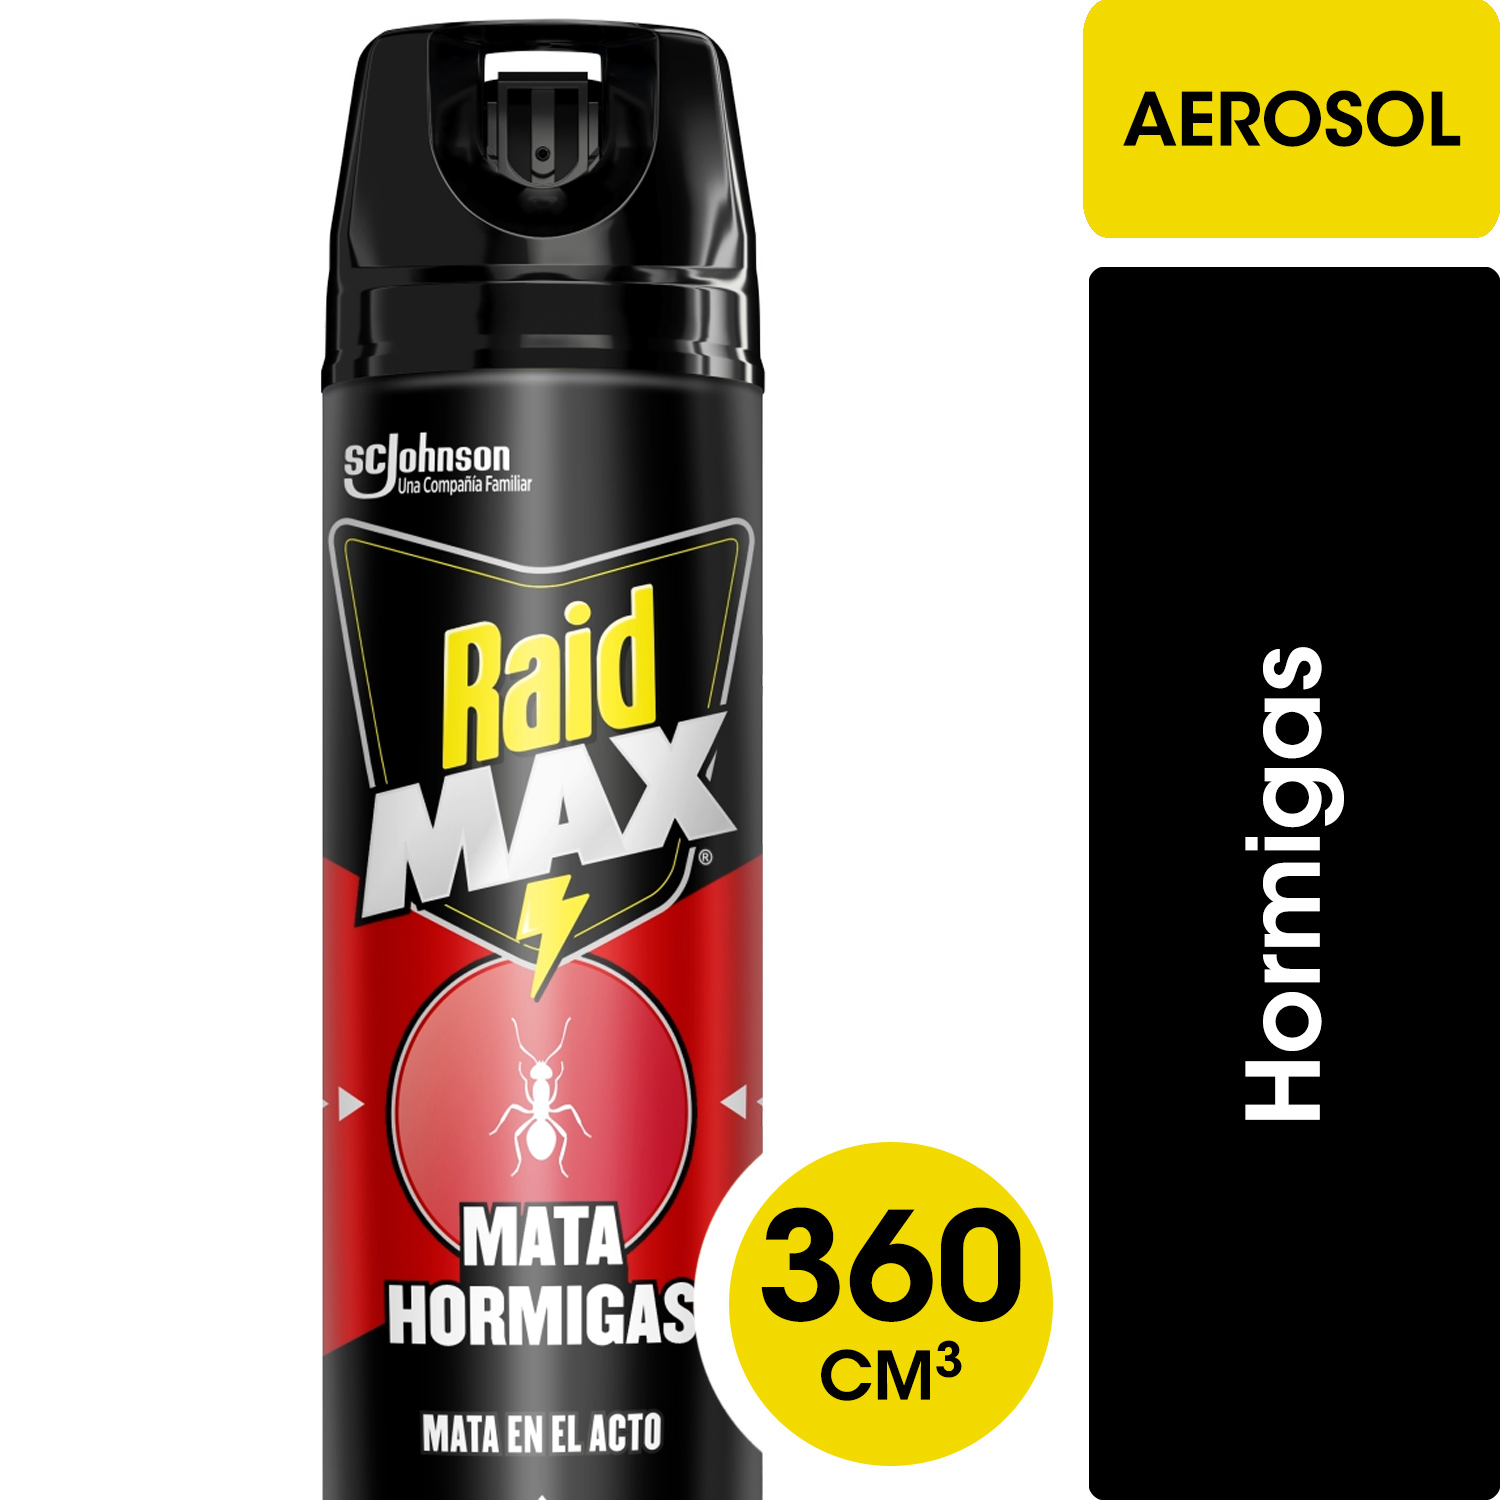 AEROSOL
Hormigas
SCJohnson
Una Compañía Familiar
Raid
MAX
®
MATA
HORMIGAS
MATA EN EL ACTO
360
CM³